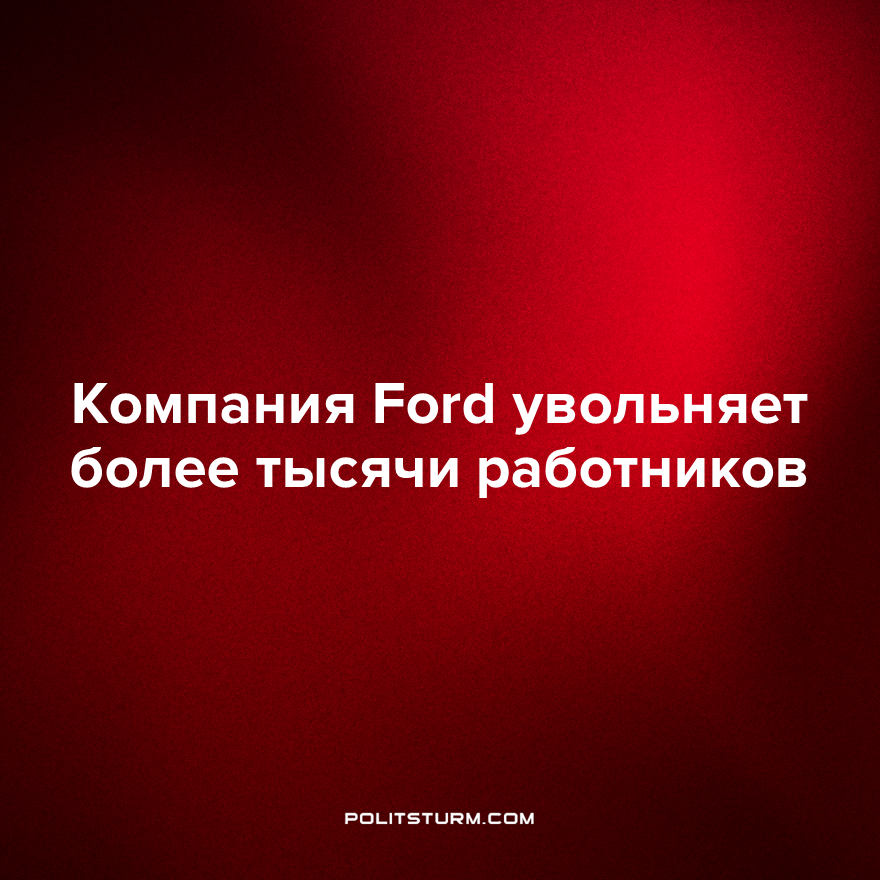 Компания Ford увольняет
более тысячи работников
POLITSTURM.COM